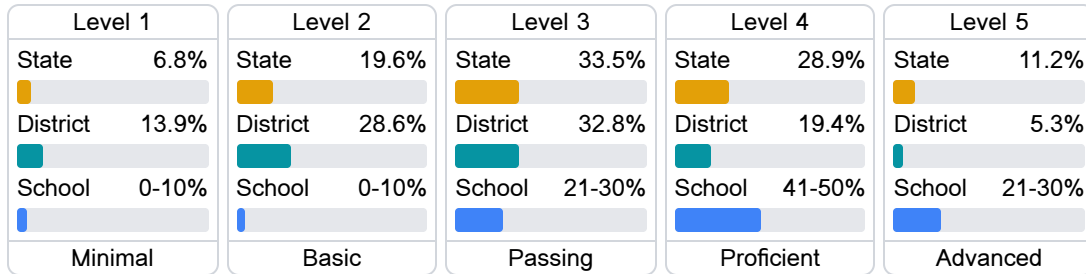 Level 1
State 6.8%
District 13.9%
School 0-10%
Minimal
Level 2
State 19.6%
District 28.6%
School 0-10%
Basic
Level 3
State 33.5%
District 32.8%
School 21-30%
Passing
Level 4
State 28.9%
District 19.4%
School 41-50%
Proficient
Level 5
State 11.2%
District 5.3%
School 21-30%
Advanced